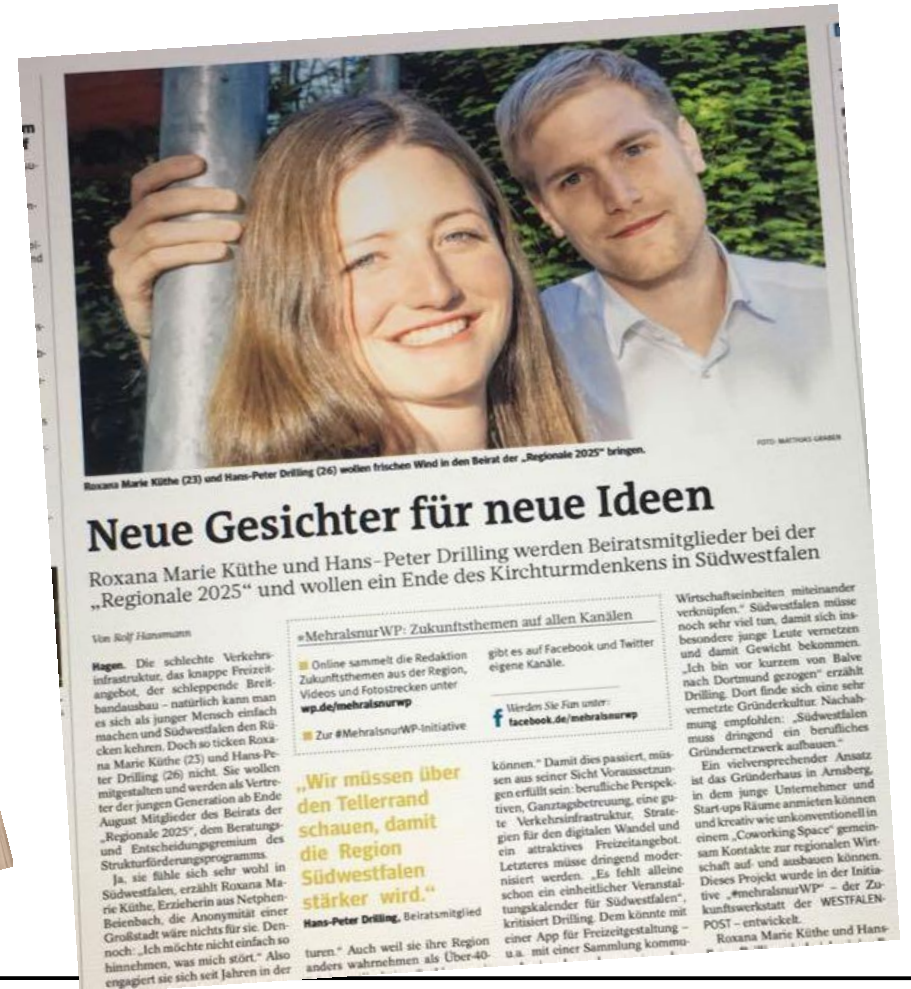 FOTO: MATTHIAS GRABEN
Roxana Marie Küthe (23) und Hans-Peter Drilling (26) wollen frischen Wind in den Beirat der „Regionale 2025“ bringen.
Neue Gesichter für neue Ideen
Roxana Marie Küthe und Hans-Peter Drilling werden Beiratsmitglieder bei der
„Regionale 2025“ und wollen ein Ende des Kirchturmdenkens in Südwestfalen
Von Rolf Hansmann
Hagen. Die schlechte Verkehrs-
infrastruktur, das knappe Freizeit-
angebot, der schleppende Breit-
bandausbau – natürlich kann man
es sich als junger Mensch einfach
machen und Südwestfalen den Rü-
cken kehren. Doch so ticken Roxa-
na Marie Küthe (23) und Hans-Pe-
ter Drilling (26) nicht. Sie wollen
mitgestalten und werden als Vertre-
ter der jungen Generation ab Ende
August Mitglied des Beirats der
„Regionale 2025“, dem Beratungs-
und Entscheidungsgremium des
Strukturförderungsprogramms.
Ja, sie fühle sich sehr wohl in
Südwestfalen, erzählt Roxana Ma-
rie Küthe, Erzieherin aus Netphen-
Beienbach, die Anonymität einer
Großstadt wäre nichts für sie. Den-
noch: „Ich möchte nicht einfach so
hinnehmen, was mich stört.“ Also
engagiert sie sich seit Jahren in der
#MehralsnurWP: Zukunftsthemen auf allen Kanälen
Online sammelt die Redaktion
Zukunftsthemen aus der Region,
Videos und Fotostrecken unter
wp.de/mehralsnurwp
Zur #MehralsnurWP-Initiative
gibt es auf Facebook und Twitter
eigene Kanäle.
Werden Sie Fan unter:
facebook.de/mehralsnurwp
„Wir müssen über
den Tellerrand
schauen, damit
die Region
Südwestfalen
stärker wird.“
Hans-Peter Drilling, Beiratsmitglied
turen.“ Auch weil sie ihre Region
anders wahrnehmen als Über-40-
können.“ Damit dies passiert, müs-
sen aus seiner Sicht Voraussetzun-
gen erfüllt sein: berufliche Perspek-
tiven, Ganztagsbetreuung, eine gu-
te Verkehrsinfrastruktur, Strate-
gien für den digitalen Wandel und
ein attraktives Freizeitangebot.
Letzteres müsse dringend moder-
nisiert werden. „Es fehlt alleine
schon ein einheitlicher Veranstal-
tungskalender für Südwestfalen“,
kritisiert Drilling. Dem könnte mit
einer App für Freizeitgestaltung –
u.a. mit einer Sammlung kommu-
Wirtschaftseinheiten miteinander
verknüpfen.“ Südwestfalen müsse
noch sehr viel tun, damit sich ins-
besondere junge Leute vernetzen
und damit Gewicht bekommen.
„Ich bin vor kurzem von Balve
nach Dortmund gezogen“ erzählt
Drilling. Dort finde sich eine sehr
vernetzte Gründerkultur. Nachah-
mung empfohlen: „Südwestfalen
muss dringend ein berufliches
Gründernetzwerk aufbauen.“
Ein vielversprechender Ansatz
ist das Gründerhaus in Arnsberg,
in dem junge Unternehmer und
Start-ups Räume anmieten können
und kreativ wie unkonventionell in
einem „Coworking Space“ gemein-
sam Kontakte zur regionalen Wirt-
schaft auf- und ausbauen können.
Dieses Projekt wurde in der Initia-
tive „#mehralsnurWP“ – der Zu-
kunftswerkstatt der WESTFALEN-
POST – entwickelt.
Roxana Marie Küthe und Hans-